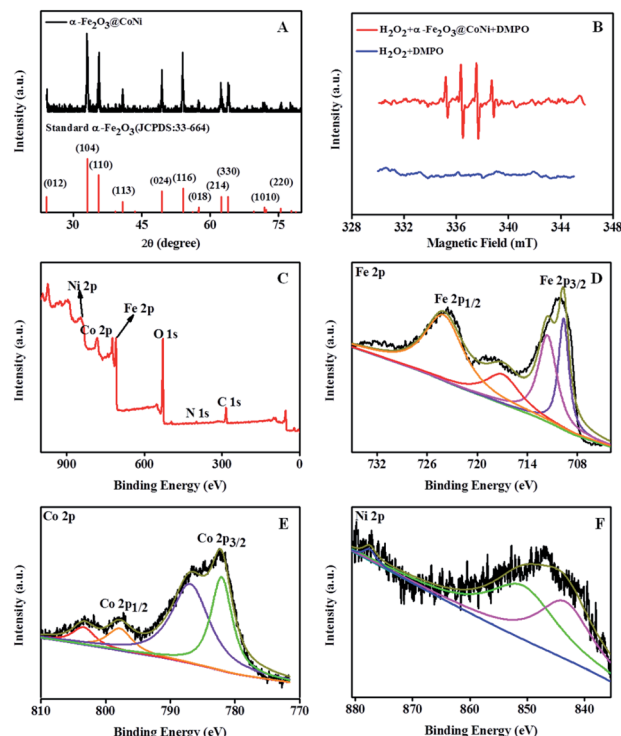 α-Fe₂O₃@CoNi
A
Intensity (a.u.)
Standard α-Fe₂O₃(JCPDS:33-664)
(012)
(104)
(110)
(113)
(024)
(116)
(018)
(214)
(330)
(1010)
(220)
30
45
60
75
2θ (degree)
H₂O₂+α-Fe₂O₃@CoNi+DMPO
H₂O₂+DMPO
B
Intensity (a.u.)
328
330
334
338
342
346
348
Magnetic Field (mT)
C
Ni 2p
Co 2p
Fe 2p
O 1s
N 1s
C 1s
Intensity (a.u.)
900
600
300
0
Binding Energy (eV)
Fe 2p
D
Fe 2p1/2
Fe 2p3/2
Intensity (a.u.)
732
726
720
714
708
Binding Energy (eV)
Co 2p
E
Co 2p1/2
Co 2p3/2
Intensity (a.u.)
810
800
790
780
770
Binding Energy (eV)
Ni 2p
F
Intensity (a.u.)
880
870
860
850
840
Binding Energy (eV)